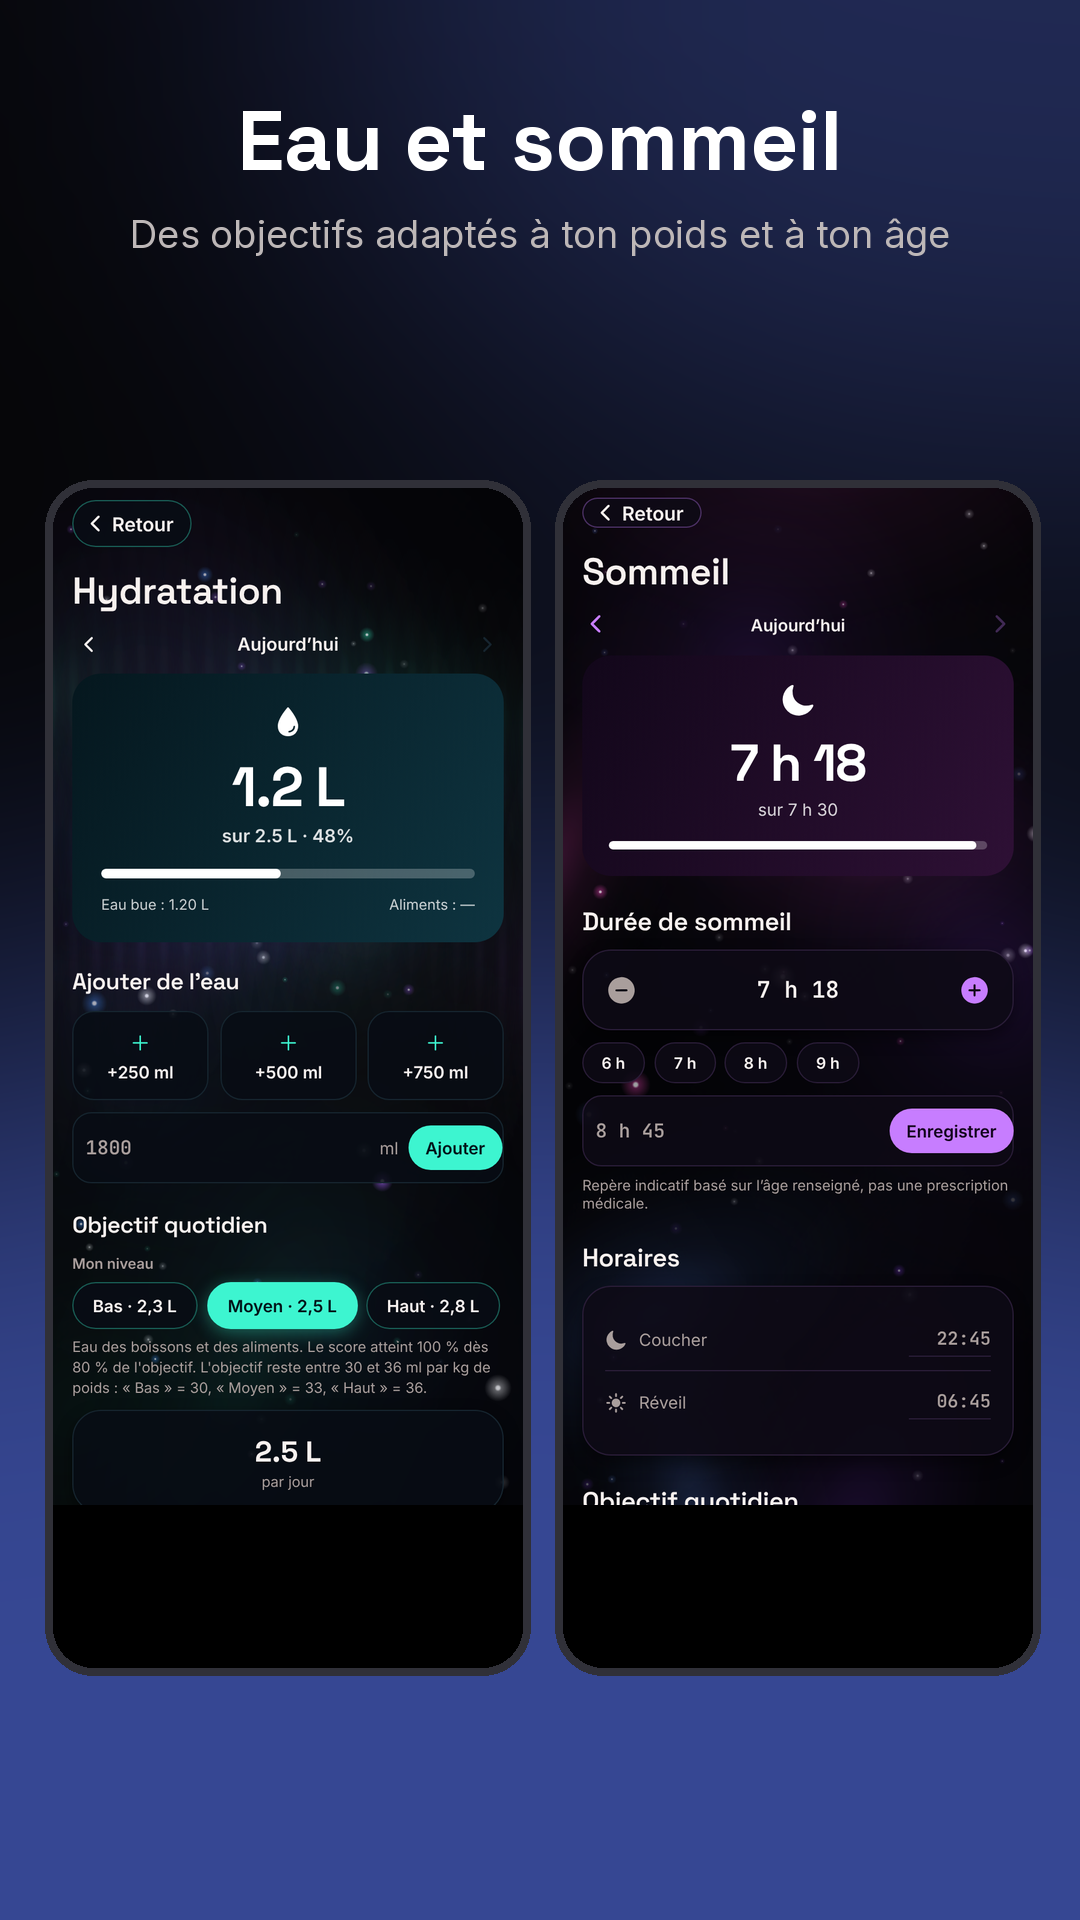 Eau et sommeil
Des objectifs adaptés à ton poids et à ton âge
Retour
Hydratation
Aujourd'hui
1.2 L
sur 2.5 L · 48%
Eau bue : 1.20 L
Aliments : —
Ajouter de l'eau
+250 ml
+500 ml
+750 ml
1800
ml
Ajouter
Objectif quotidien
Mon niveau
Bas · 2,3 L
Moyen · 2,5 L
Haut · 2,8 L
Eau des boissons et des aliments. Le score atteint 100 % dès
80 % de l'objectif. L'objectif reste entre 30 et 36 ml par kg de
poids : « Bas » = 30, « Moyen » = 33, « Haut » = 36.
2.5 L
par jour
Retour
Sommeil
Aujourd'hui
7 h 18
sur 7 h 30
Durée de sommeil
7 h 18
6 h
7 h
8 h
9 h
8 h 45
Enregistrer
Repère indicatif basé sur l'âge renseigné, pas une prescription
médicale.
Horaires
Coucher
22:45
Réveil
06:45
Objectif quotidien